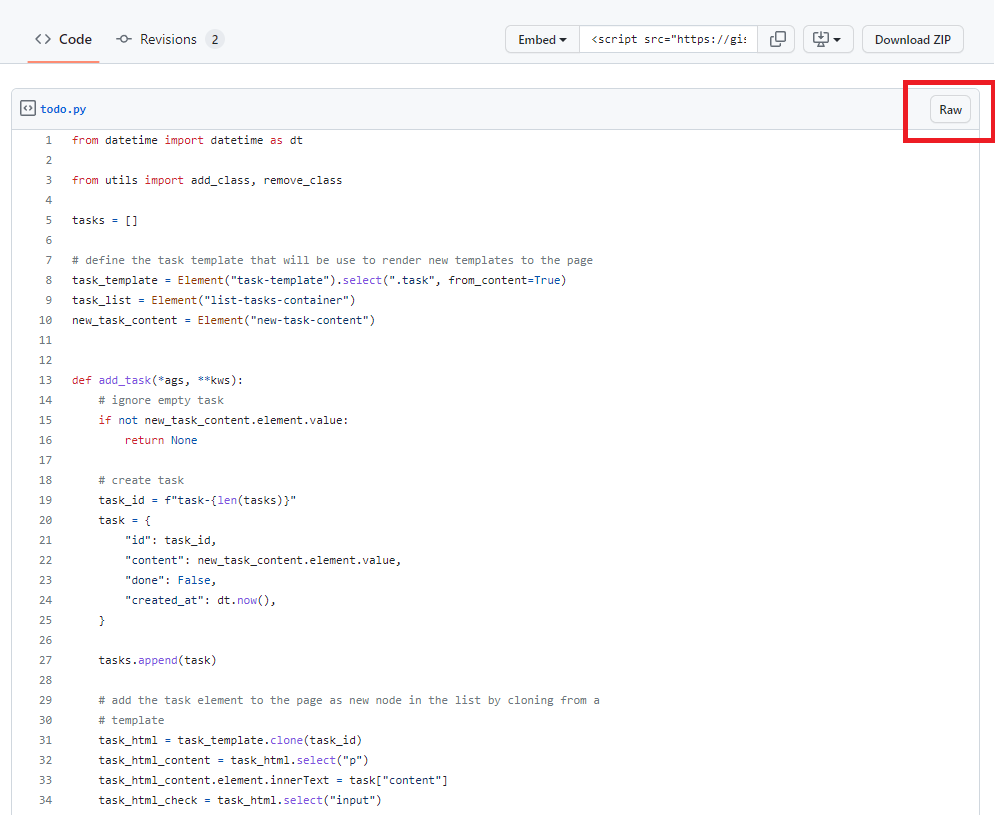 Code Revisions 2 Embed <script src="https://gis Download ZIP
todo.py Raw
1 from datetime import datetime as dt
2
3 from utils import add_class, remove_class
4
5 tasks = []
6
7 # define the task template that will be use to render new templates to the page
8 task_template = Element("task-template").select(".task", from_content=True)
9 task_list = Element("list-tasks-container")
10 new_task_content = Element("new-task-content")
11
12
13 def add_task(*ags, **kws):
14 # ignore empty task
15 if not new_task_content.element.value:
16 return None
17
18 # create task
19 task_id = f"task-{len(tasks)}"
20 task = {
21 "id": task_id,
22 "content": new_task_content.element.value,
23 "done": False,
24 "created_at": dt.now(),
25 }
26
27 tasks.append(task)
28
29 # add the task element to the page as new node in the list by cloning from a
30 # template
31 task_html = task_template.clone(task_id)
32 task_html_content = task_html.select("p")
33 task_html_content.element.innerText = task["content"]
34 task_html_check = task_html.select("input")